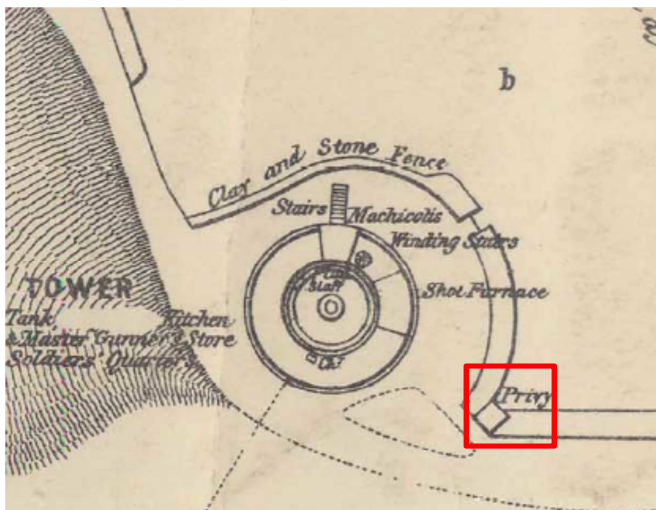 b
Clay and Stone Fence
Stairs
Machicolis
Winding Stairs
Flag
Staff
TOWER
Shot Furnace
Tank
Kitchen
& Master Gunner's Store
Soldiers' Quarters
Privy